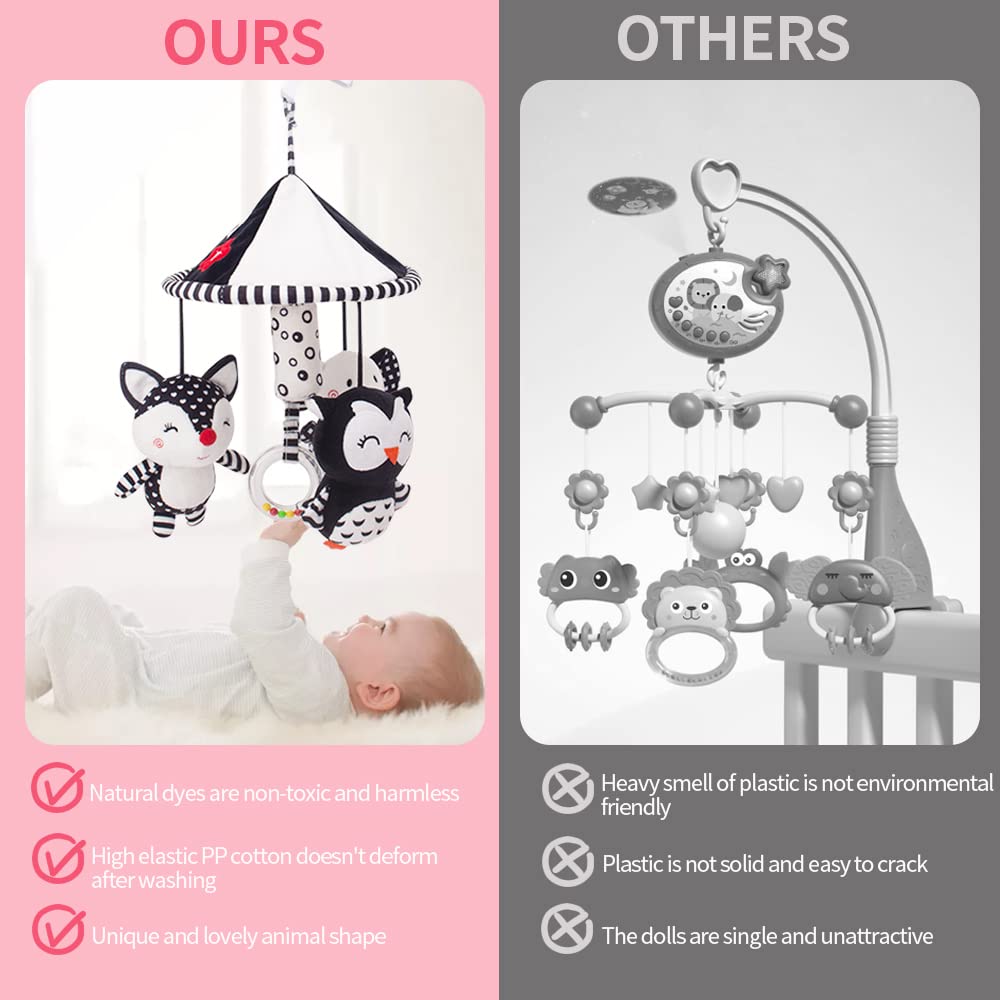 OURS
OTHERS
Natural dyes are non-toxic and harmless
High elastic PP cotton doesn't deform
after washing
Unique and lovely animal shape
Heavy smell of plastic is not environmental
friendly
Plastic is not solid and easy to crack
The dolls are single and unattractive